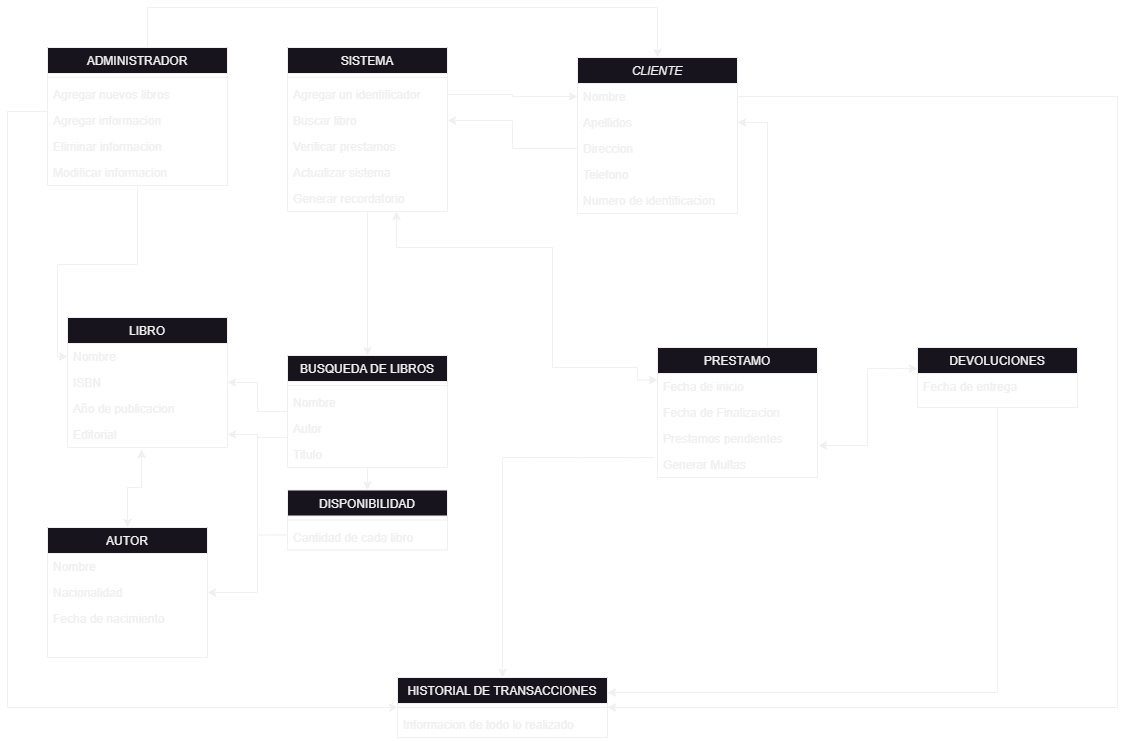 ADMINISTRADOR
Agregar nuevos libros
Agregar informacion
Eliminar informacion
Modificar informacion
SISTEMA
Agregar un identificador
Buscar libro
Verificar prestamos
Actualizar sistema
Generar recordatorio
CLIENTE
Nombre
Apellidos
Direccion
Telefono
Numero de identificacion
LIBRO
Nombre
ISBN
Año de publicacion
Editorial
BUSQUEDA DE LIBROS
Nombre
Autor
Titulo
PRESTAMO
Fecha de inicio
Fecha de Finalizacion
Prestamos pendientes
Generar Multas
DEVOLUCIONES
Fecha de entrega
DISPONIBILIDAD
Cantidad de cada libro
AUTOR
Nombre
Nacionalidad
Fecha de nacimiento
HISTORIAL DE TRANSACCIONES
Informacion de todo lo realizado